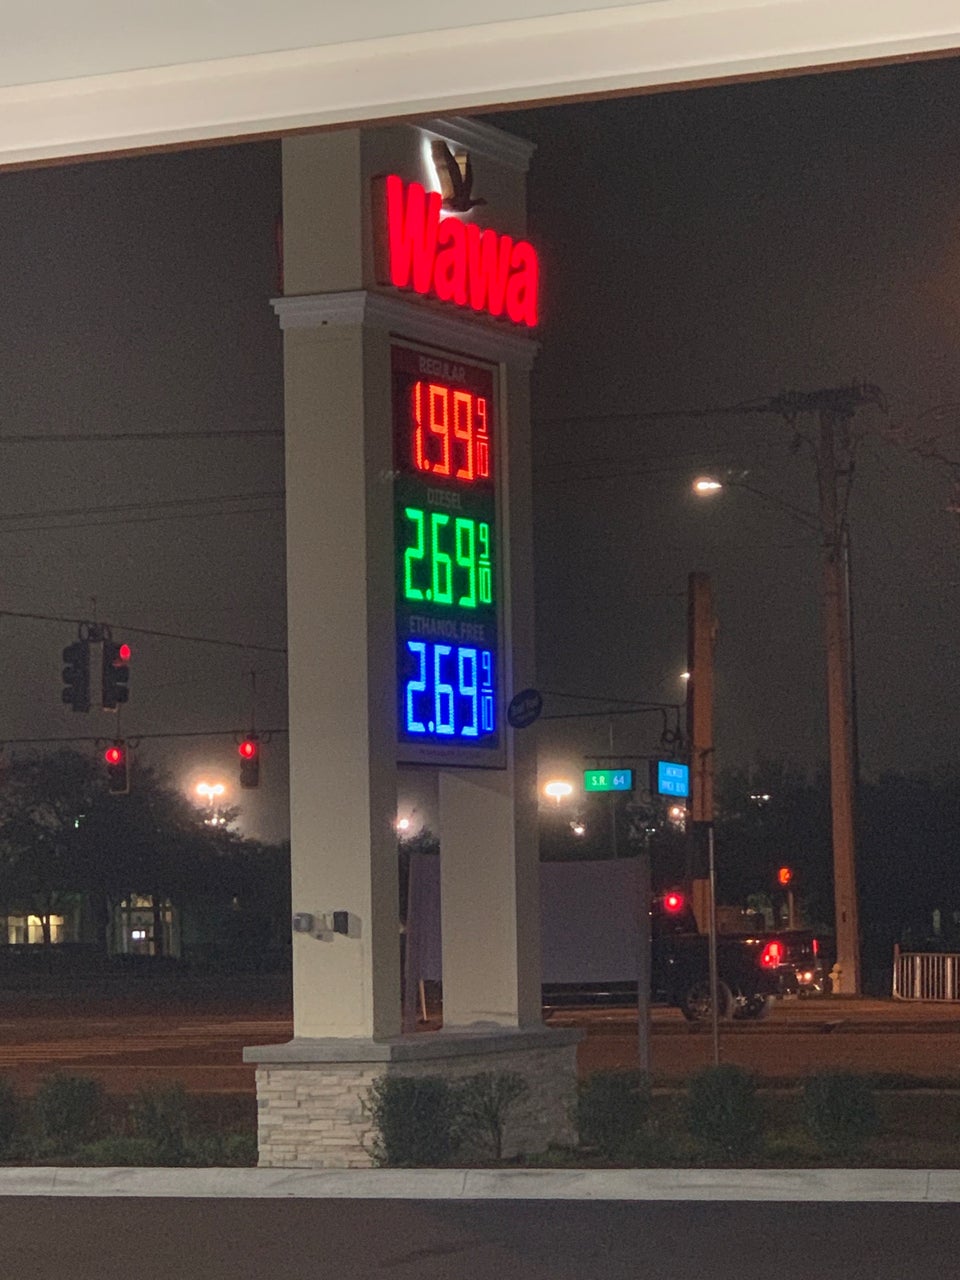 Wawa
REGULAR
1.99 9/10
DIESEL
2.69 9/10
ETHANOL FREE
2.69 9/10
S.R. 64